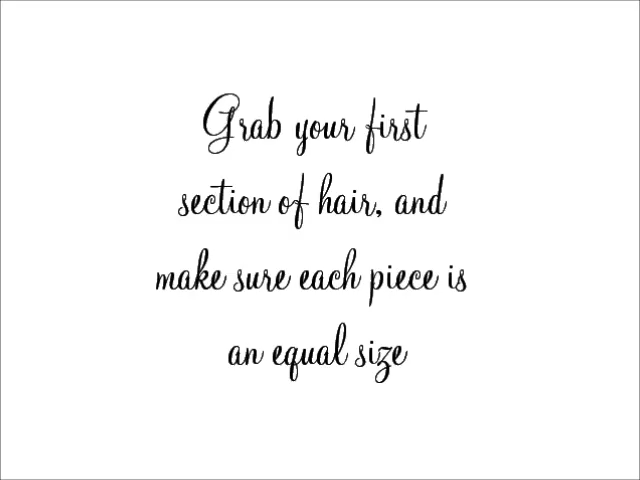 Grab your first
section of hair, and
make sure each piece is
an equal size